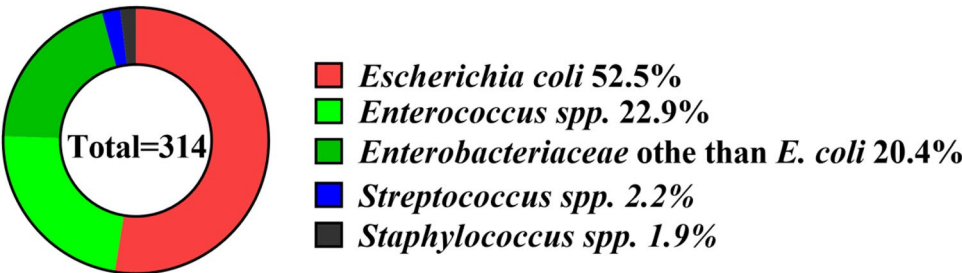 Total=314
Escherichia coli 52.5%
Enterococcus spp. 22.9%
Enterobacteriaceae othe than E. coli 20.4%
Streptococcus spp. 2.2%
Staphylococcus spp. 1.9%